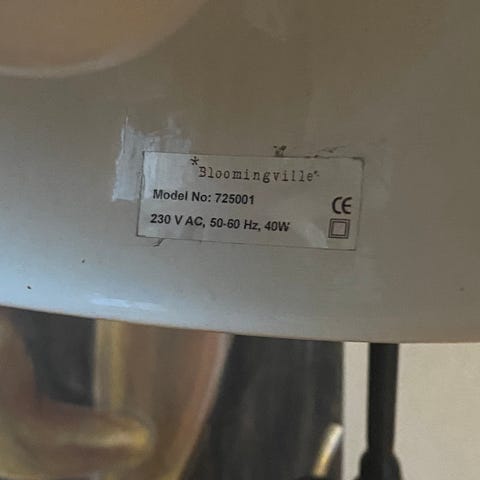 *Bloomingville*
Model No: 725001
CE
230 V AC, 50-60 Hz, 40W